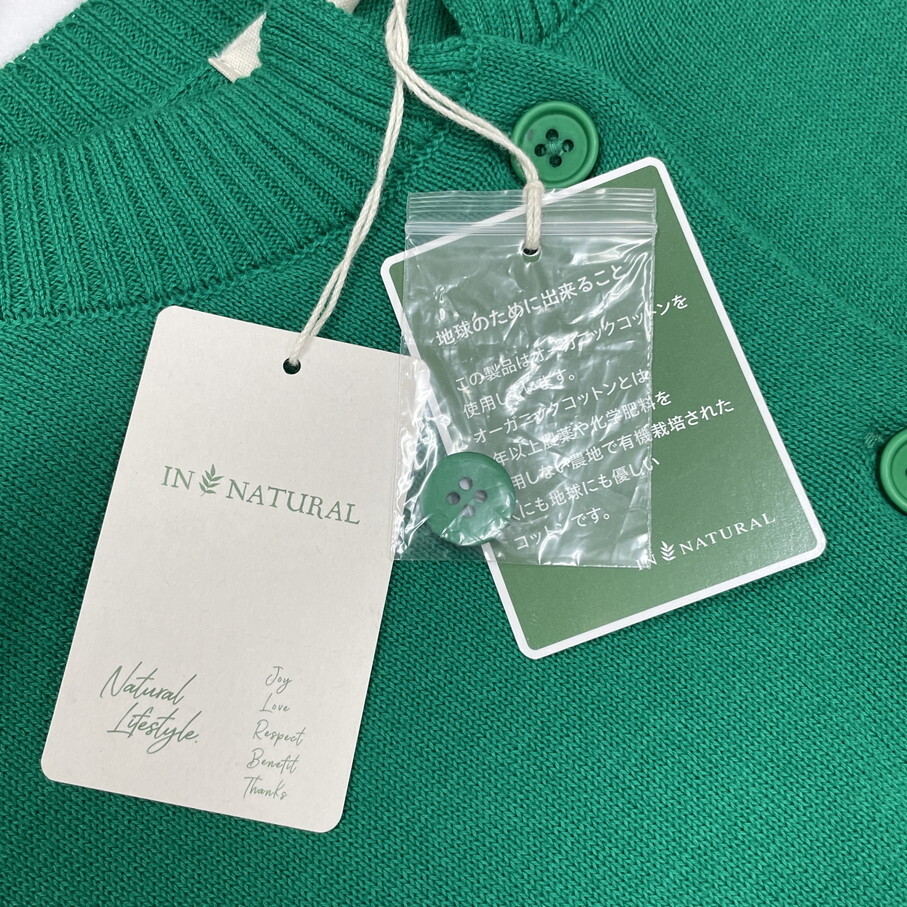 IN NATURAL
Natural
Lifestyle.
Joy
Love
Respect
Benefit
Thanks
地球のために出来ること
この製品はオーガニックコットンを
使用しています。
オーガニックコットンとは
年以上農薬や化学肥料を
用しない農地で有機栽培された
にも地球にも優しい
コットンです。
NATURAL